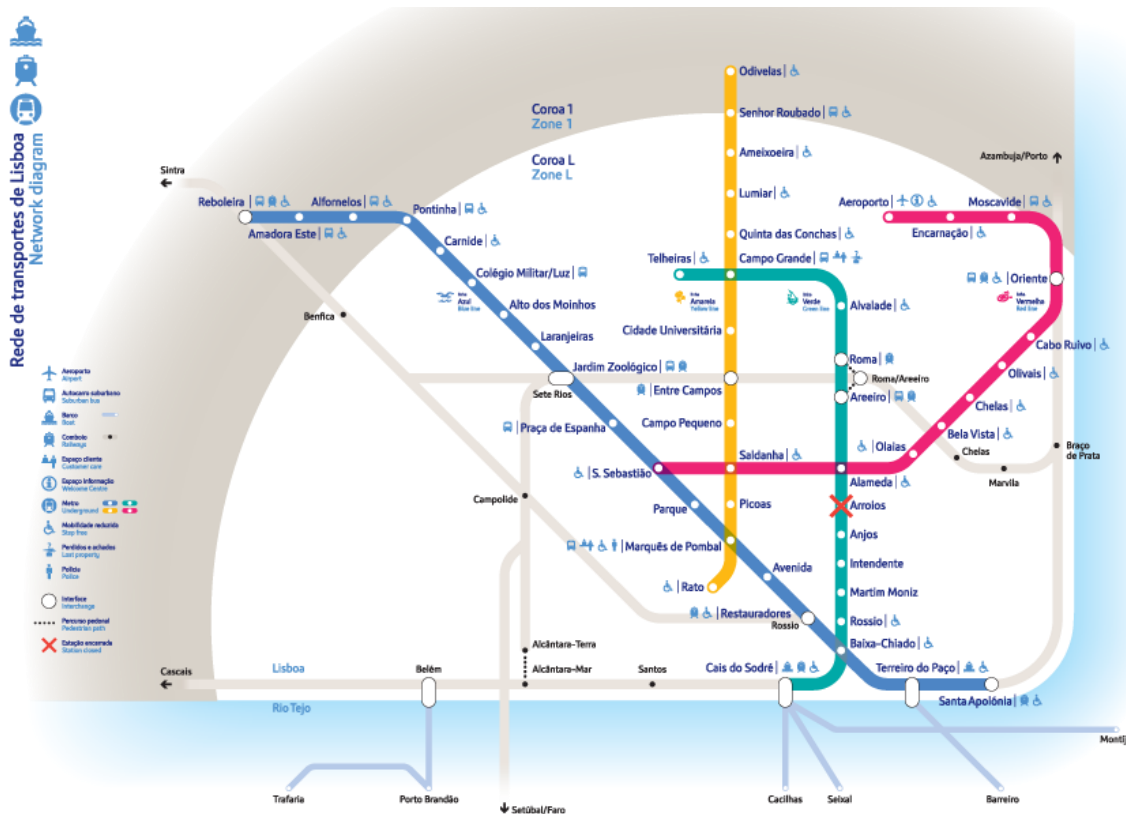 Rede de transportes de Lisboa
Network diagram
Coroa 1
Zone 1
Coroa L
Zone L
Odivelas
Senhor Roubado
Ameixoeira
Lumiar
Quinta das Conchas
Campo Grande
Telheiras
Azambuja/Porto
Sintra
Reboleira
Alfornelos
Pontinha
Amadora Este
Carnide
Colégio Militar/Luz
Alto dos Moinhos
Laranjeiras
Jardim Zoológico
Sete Rios
Benfica
Aeroporto
Moscavide
Encarnação
Oriente
linha
Azul
Blue line
linha
Amarela
Yellow line
linha
Verde
Green line
linha
Vermelha
Red line
Alvalade
Cidade Universitária
Roma
Roma/Areeiro
Areeiro
Entre Campos
Cabo Ruivo
Olivais
Chelas
Bela Vista
Olaias
Chelas
Marvila
Braço
de Prata
Campo Pequeno
Praça de Espanha
Saldanha
S. Sebastião
Alameda
Arroios
Campolide
Parque
Picoas
Anjos
Marquês de Pombal
Avenida
Intendente
Rato
Martim Moniz
Restauradores
Rossio
Rossio
Baixa-Chiado
Aeroporto
Airport
Autocarro suburbano
Suburban bus
Barco
Boat
Comboio
Railways
Espaço cliente
Customer care
Espaço informação
Welcome Centre
Metro
Underground
Mobilidade reduzida
Step free
Perdidos e achados
Lost property
Polícia
Police
Interface
Interchange
Percurso pedonal
Pedestrian path
Estação encerrada
Station closed
Alcântara-Terra
Alcântara-Mar
Cascais
Lisboa
Rio Tejo
Belém
Santos
Cais do Sodré
Terreiro do Paço
Santa Apolónia
Montij
Trafaria
Porto Brandão
Setúbal/Faro
Cacilhas
Seixal
Barreiro